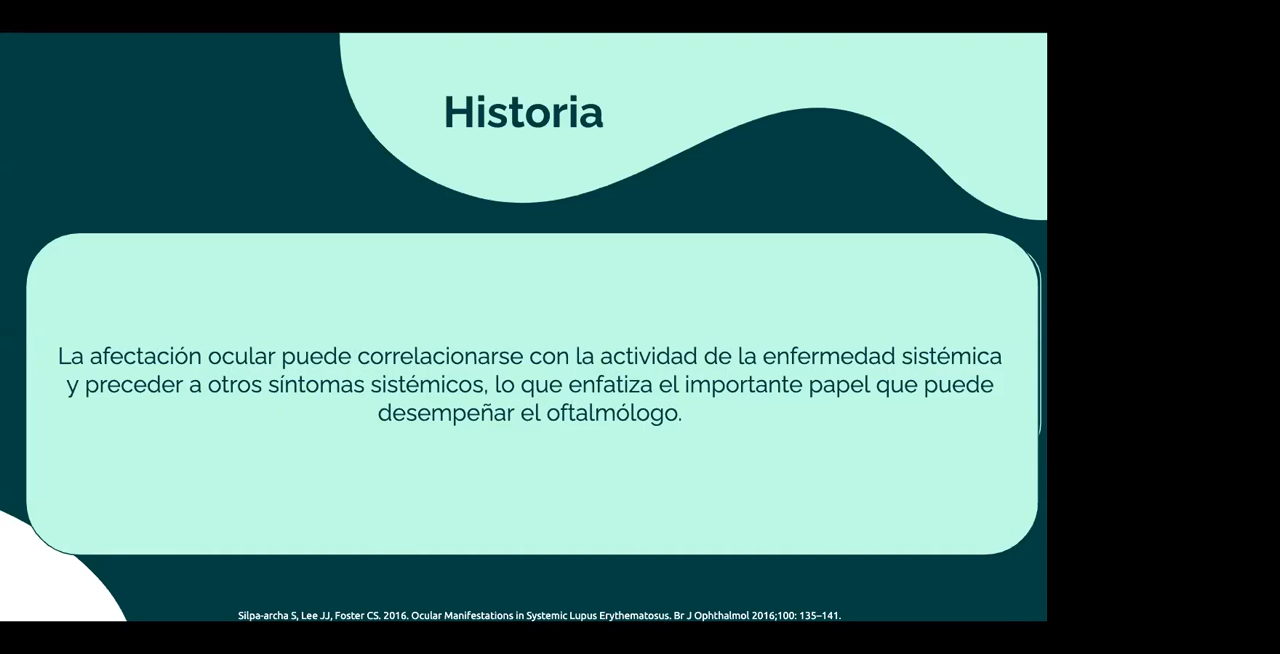 Historia
La afectación ocular puede correlacionarse con la actividad de la enfermedad sistémica
y preceder a otros síntomas sistémicos, lo que enfatiza el importante papel que puede
desempeñar el oftalmólogo.
Silpa-archa S, Lee JJ, Foster CS. 2016. Ocular Manifestations in Systemic Lupus Erythematosus. Br J Ophthalmol 2016;100: 135–141.